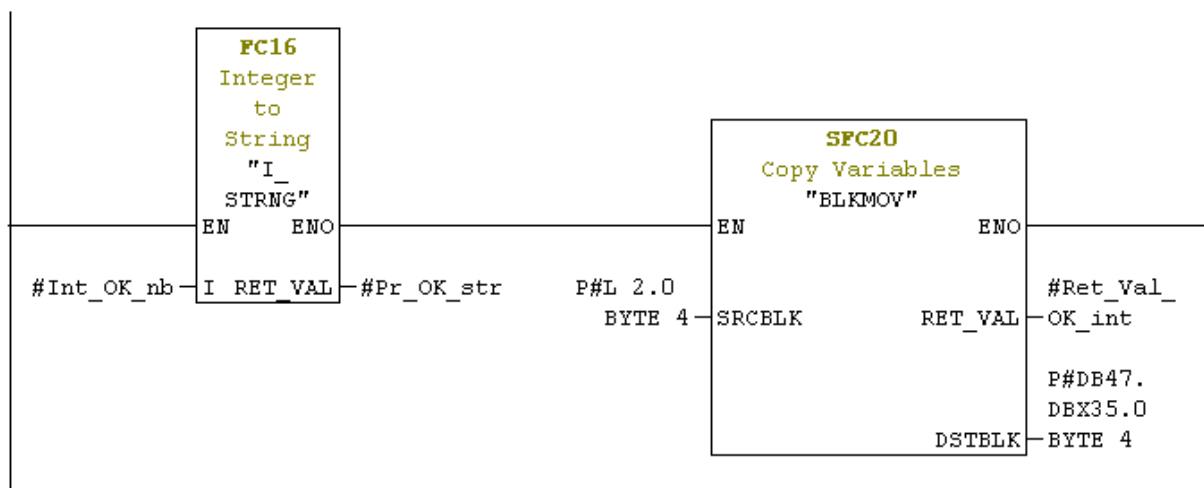 FC16
Integer
to
String
"I_
STRNG"
EN ENO
#Int_OK_nb I RET_VAL #Pr_OK_str
SFC20
Copy Variables
"BLKMOV"
EN ENO
P#L 2.0
BYTE 4 SRCBLK
RET_VAL
#Ret_Val_
OK_int
P#DB47.
DBX35.0
DSTBLK BYTE 4